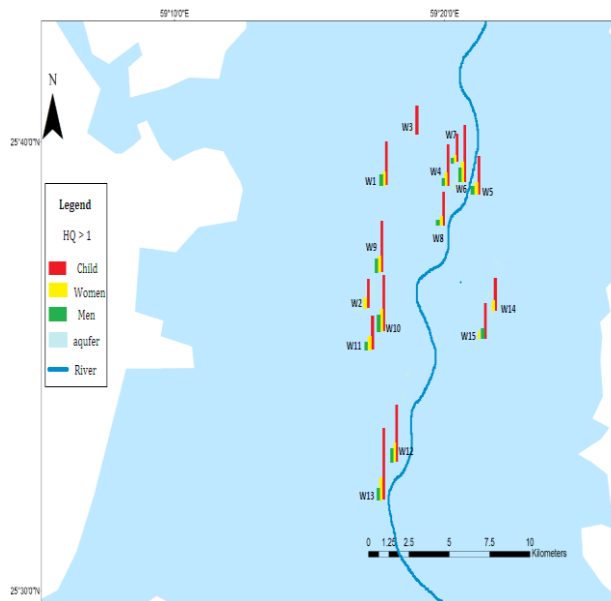 59°10'0"E
59°20'0"E
N
W3
W7
25°40'0"N
W4
W1
W6
W5
Legend
HQ > 1
W8
W9
Child
Women
W2
W14
Men
W10
W15
aqufer
W11
River
W12
W13
0 1.25 2.5 5 7.5 10
Kilometers
25°30'0"N